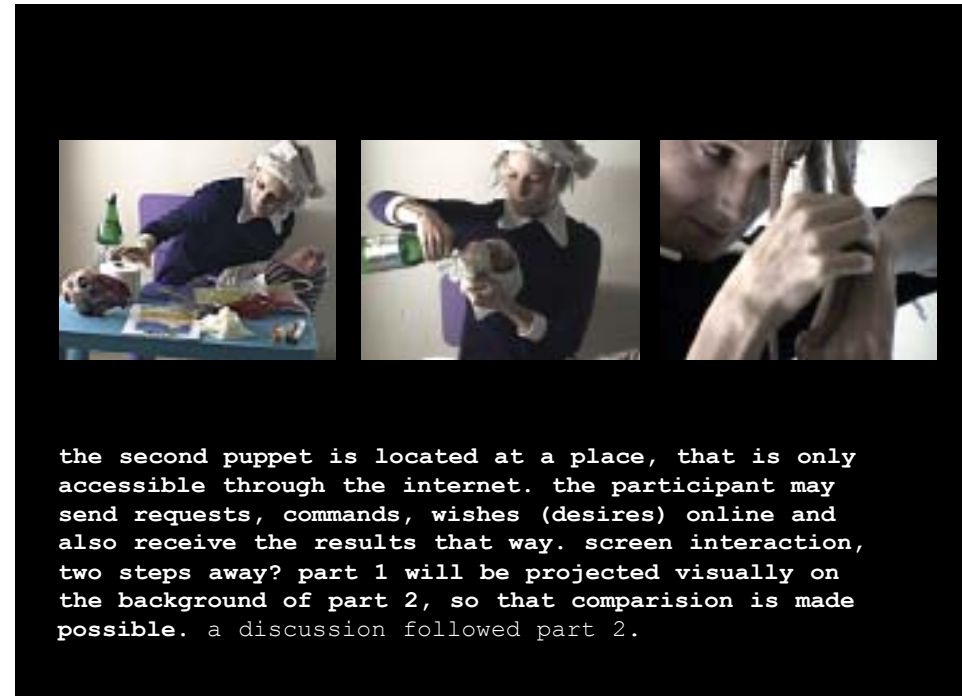 the second puppet is located at a place, that is only
accessible through the internet. the participant may
send requests, commands, wishes (desires) online and
also receive the results that way. screen interaction,
two steps away? part 1 will be projected visually on
the background of part 2, so that comparision is made
possible. a discussion followed part 2.